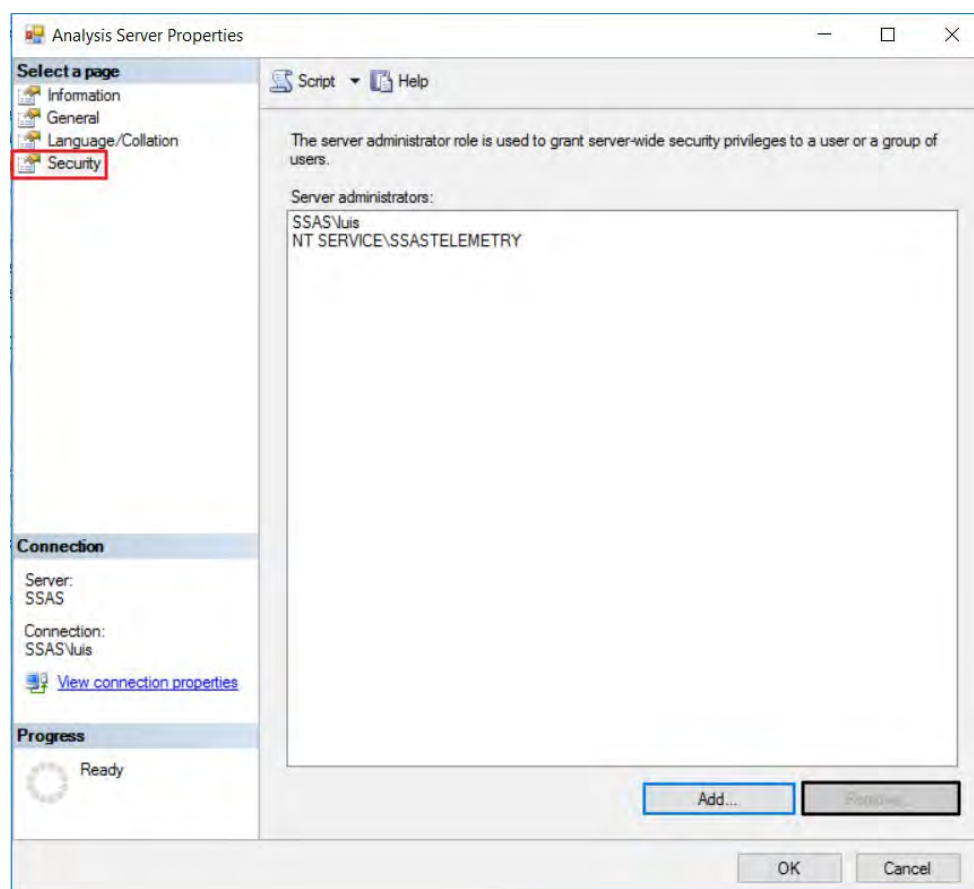 Analysis Server Properties
Select a page
Information
General
Language/Collation
Security
Script
Help
The server administrator role is used to grant server-wide security privileges to a user or a group of
users.
Server administrators:
SSAS\luis
NT SERVICE\SSASTELEMETRY
Connection
Server:
SSAS
Connection:
SSAS\luis
View connection properties
Progress
Ready
Add...
Remove...
OK
Cancel